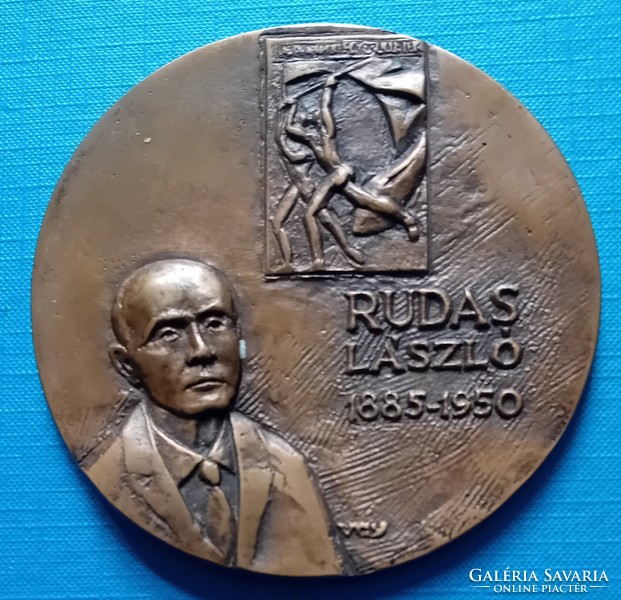 RUDAS
LÁSZLÓ
1885-1950
GALÉRIA SAVARIA
ONLINE PIACTÉR